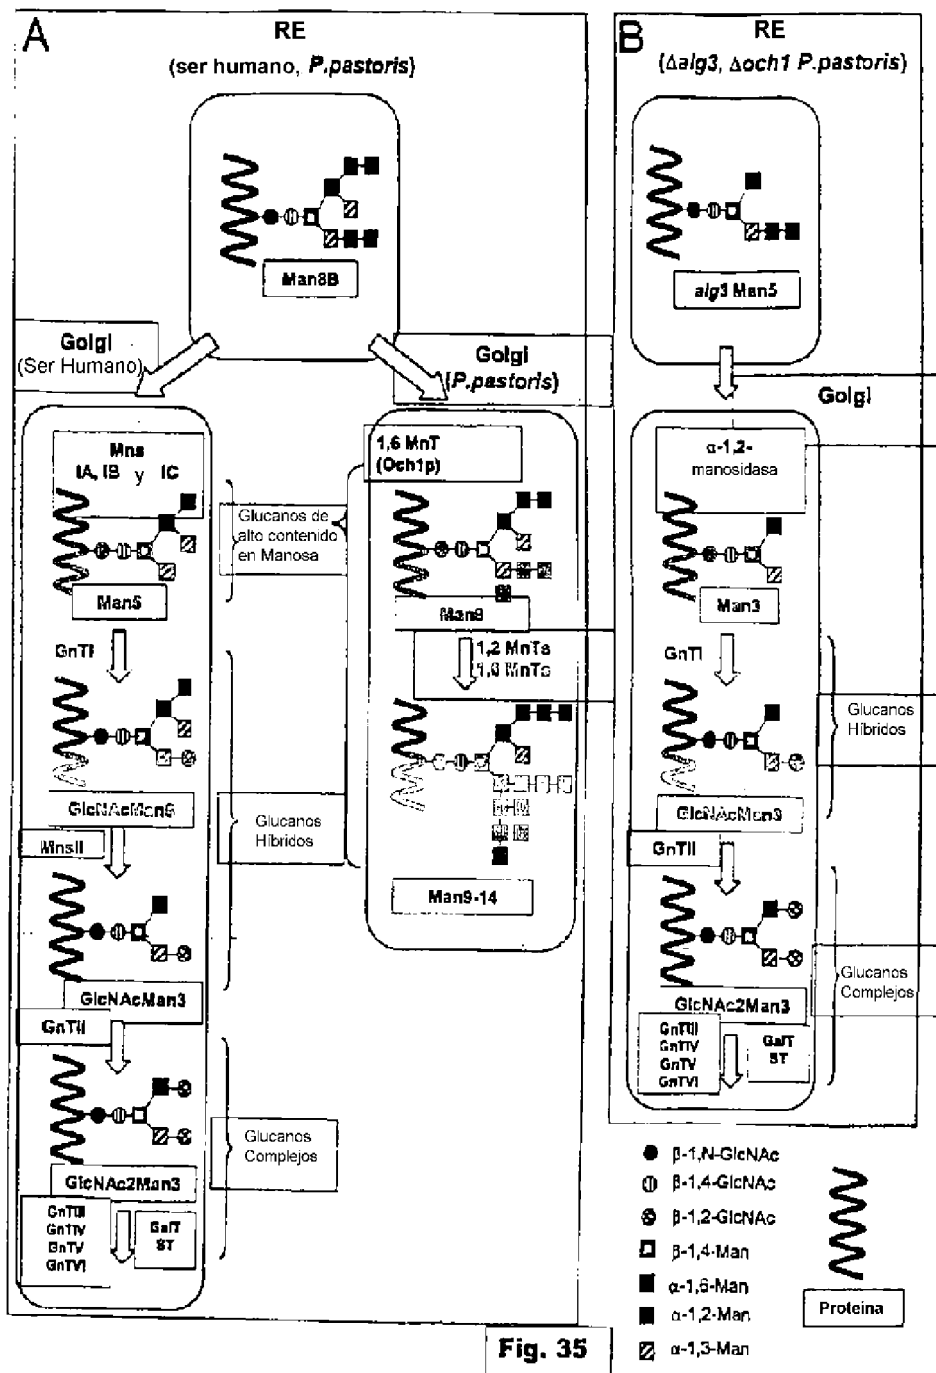 A
RE
(ser humano, P.pastoris)
Man8B
Golgi
(Ser Humano)
Golgi
(P.pastoris)
Mns
IA, IB y IC
Man5
GnTI
GlcNAcMan5
MnsII
GlcNAcMan3
GnTII
GlcNAc2Man3
GnTIII
GnTIV
GnTV
GnTVI
GalT
ST
Glucanos de
alto contenido
en Manosa
Glucanos
Híbridos
Glucanos
Complejos
1,6 MnT
(Och1p)
Man9
1,2 MnTs
1,6 MnTs
Man9-14
B
RE
(Δalg3, Δoch1 P.pastoris)
alg3 Man5
Golgi
α-1,2-
manosidasa
Man3
GnTI
GlcNAcMan3
GnTII
GlcNAc2Man3
GnTIII
GnTIV
GnTV
GnTVI
GalT
ST
Glucanos
Híbridos
Glucanos
Complejos
β-1,N-GlcNAc
β-1,4-GlcNAc
β-1,2-GlcNAc
β-1,4-Man
α-1,6-Man
α-1,2-Man
α-1,3-Man
Proteína
Fig. 35